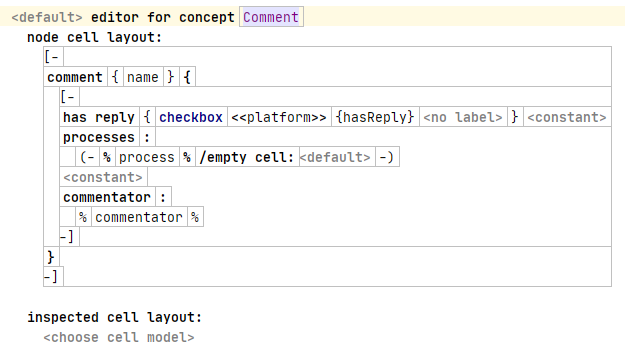 <default> editor for concept Comment
node cell layout:
[-
comment { name } {
[-
has reply { checkbox <<platform>> {hasReply} <no label> } <constant>
processes :
(- % process % /empty cell: <default> -)
<constant>
commentator :
% commentator %
-]
}
-]
inspected cell layout:
<choose cell model>